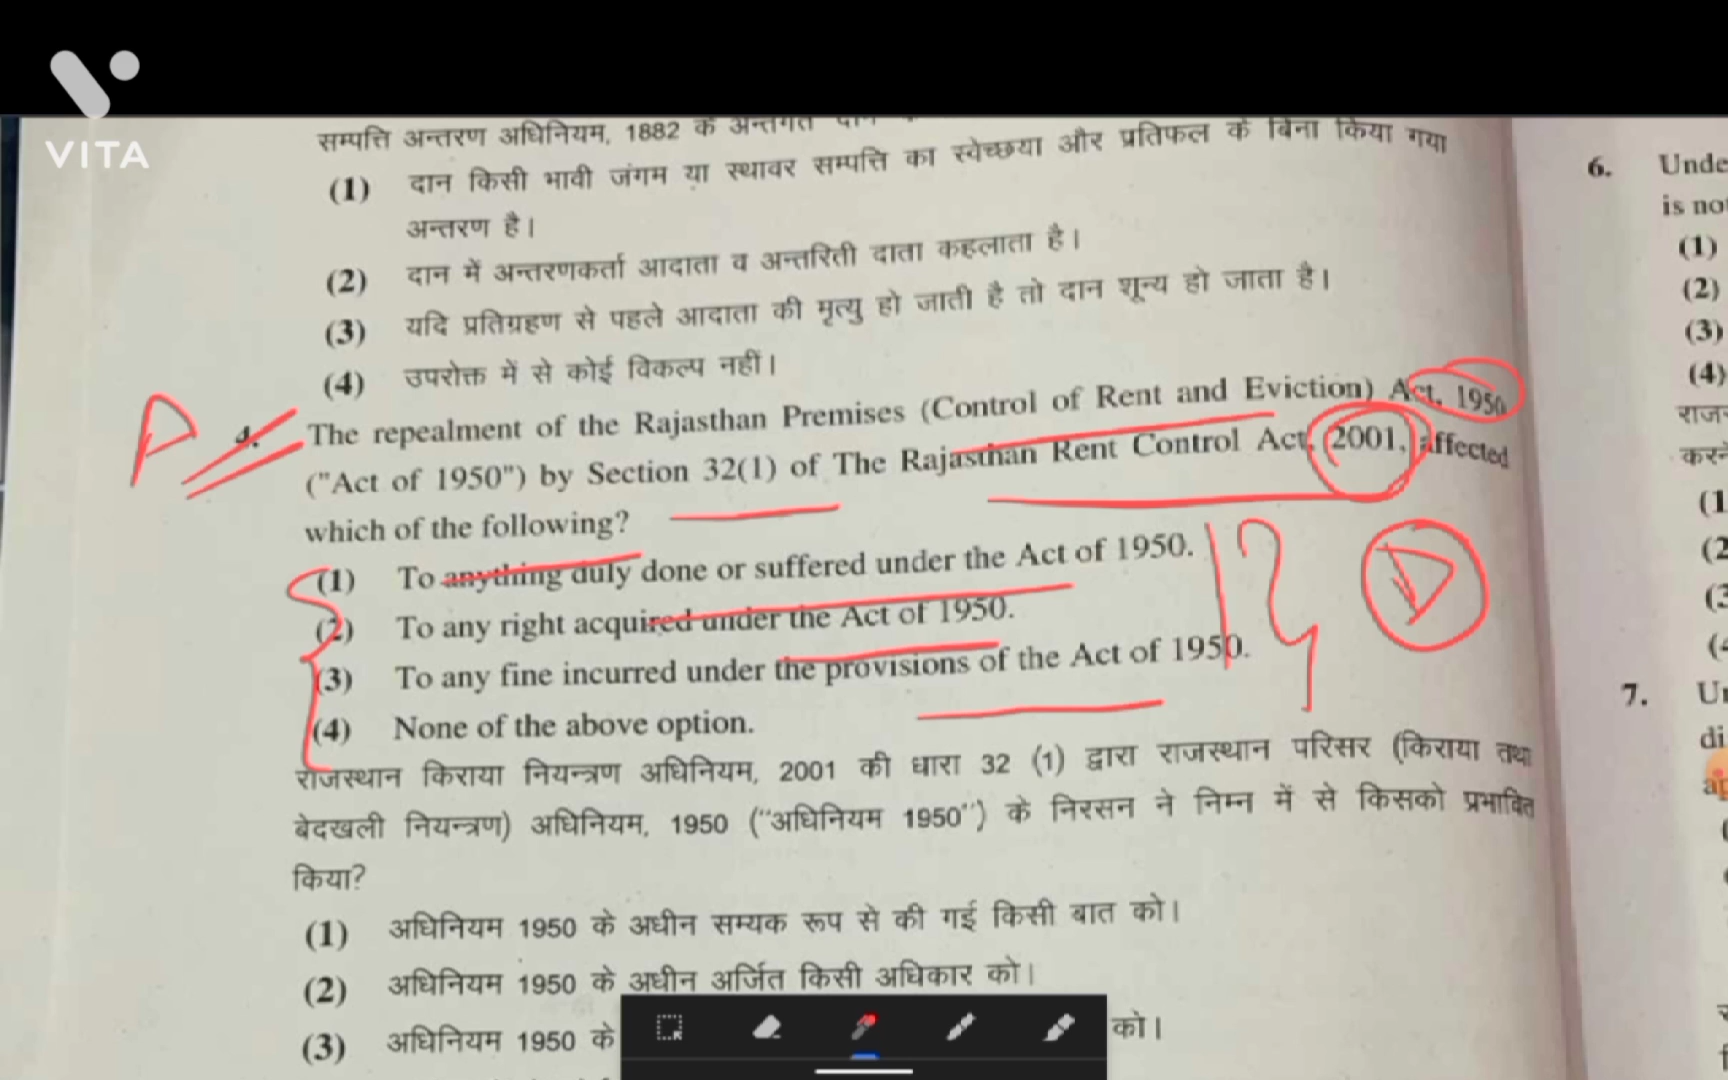 VITA
सम्पत्ति अन्तरण अधिनियम, 1882 के अन्तर्गत दान
(1) दान किसी भावी जंगम या स्थावर सम्पत्ति का स्वेच्छया और प्रतिफल के बिना किया गया
अन्तरण है।
(2) दान में अन्तरणकर्ता आदाता व अन्तरिती दाता कहलाता है।
(3) यदि प्रतिग्रहण से पहले आदाता की मृत्यु हो जाती है तो दान शून्य हो जाता है।
(4) उपरोक्त में से कोई विकल्प नहीं।
4. The repealment of the Rajasthan Premises (Control of Rent and Eviction) Act, 1950
("Act of 1950") by Section 32(1) of The Rajasthan Rent Control Act, 2001, affected
which of the following?
(1) To anything duly done or suffered under the Act of 1950.
(2) To any right acquired under the Act of 1950.
(3) To any fine incurred under the provisions of the Act of 1950.
(4) None of the above option.
राजस्थान किराया नियन्त्रण अधिनियम, 2001 की धारा 32 (1) द्वारा राजस्थान परिसर (किराया तथा
बेदखली नियन्त्रण) अधिनियम, 1950 ("अधिनियम 1950") के निरसन ने निम्न में से किसको प्रभावित
किया?
(1) अधिनियम 1950 के अधीन सम्यक रूप से की गई किसी बात को।
(2) अधिनियम 1950 के अधीन अर्जित किसी अधिकार को।
(3) अधिनियम 1950 के को।
6. Unde
is no
(1)
(2)
(3)
(4)
राज
करने
(1
(2
(3
7.
di